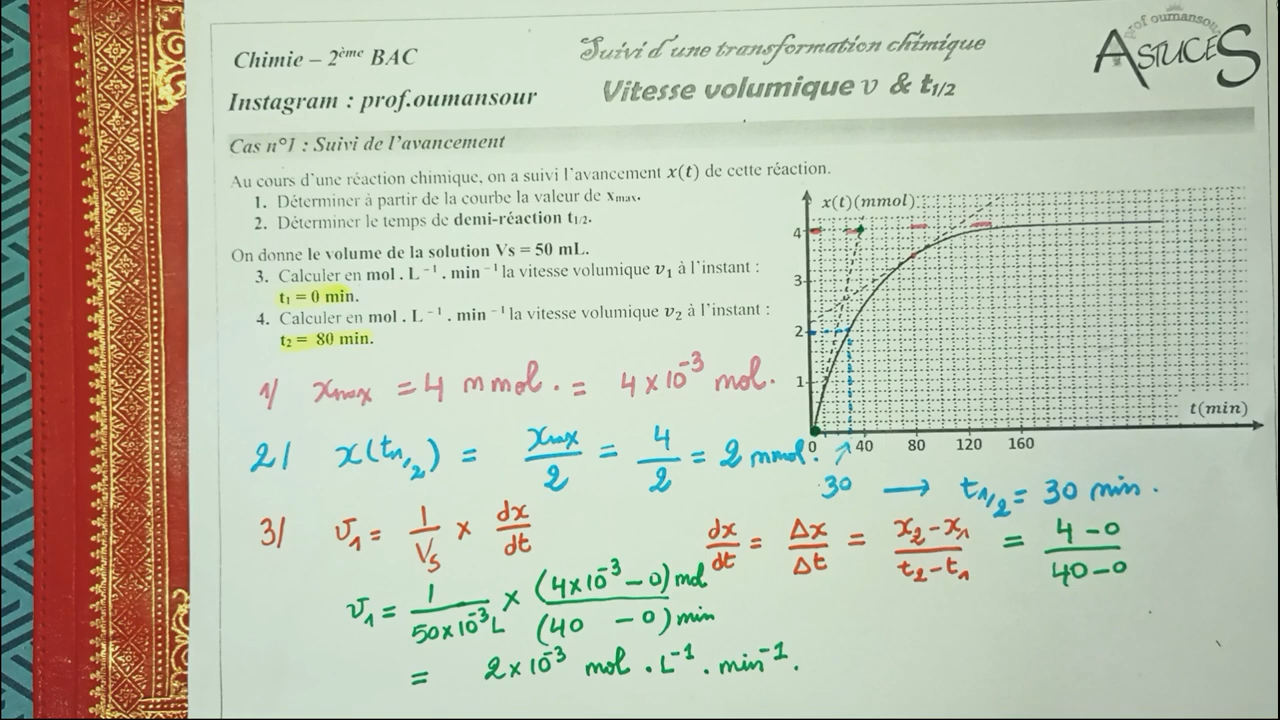 Chimie – 2ème BAC
Suivi d'une transformation chimique
Prof oumansour
ASTUCES
Instagram : prof.oumansour
Vitesse volumique v & t1/2
Cas n°1 : Suivi de l'avancement
Au cours d'une réaction chimique, on a suivi l'avancement x(t) de cette réaction.
1. Déterminer à partir de la courbe la valeur de xmax.
2. Déterminer le temps de demi-réaction t1/2.
On donne le volume de la solution Vs = 50 mL.
3. Calculer en mol . L⁻¹ . min⁻¹ la vitesse volumique v₁ à l'instant :
t₁ = 0 min.
4. Calculer en mol . L⁻¹ . min⁻¹ la vitesse volumique v₂ à l'instant :
t₂ = 80 min.
x(t)(mmol)
4
3
2
1
t(min)
0 40 80 120 160
30 → t1/2 = 30 min.
1/ xmax = 4 mmol. = 4×10⁻³ mol.
2/ x(t1/2) = xmax/2 = 4/2 = 2 mmol.
3/ v₁ = 1/Vs × dx/dt
dx/dt = Δx/Δt = x₂-x₁/t₂-t₁ = 4-0/40-0
v₁ = 1/50×10⁻³L × (4×10⁻³-0)mol/(40-0)min
= 2×10⁻³ mol.L⁻¹.min⁻¹.